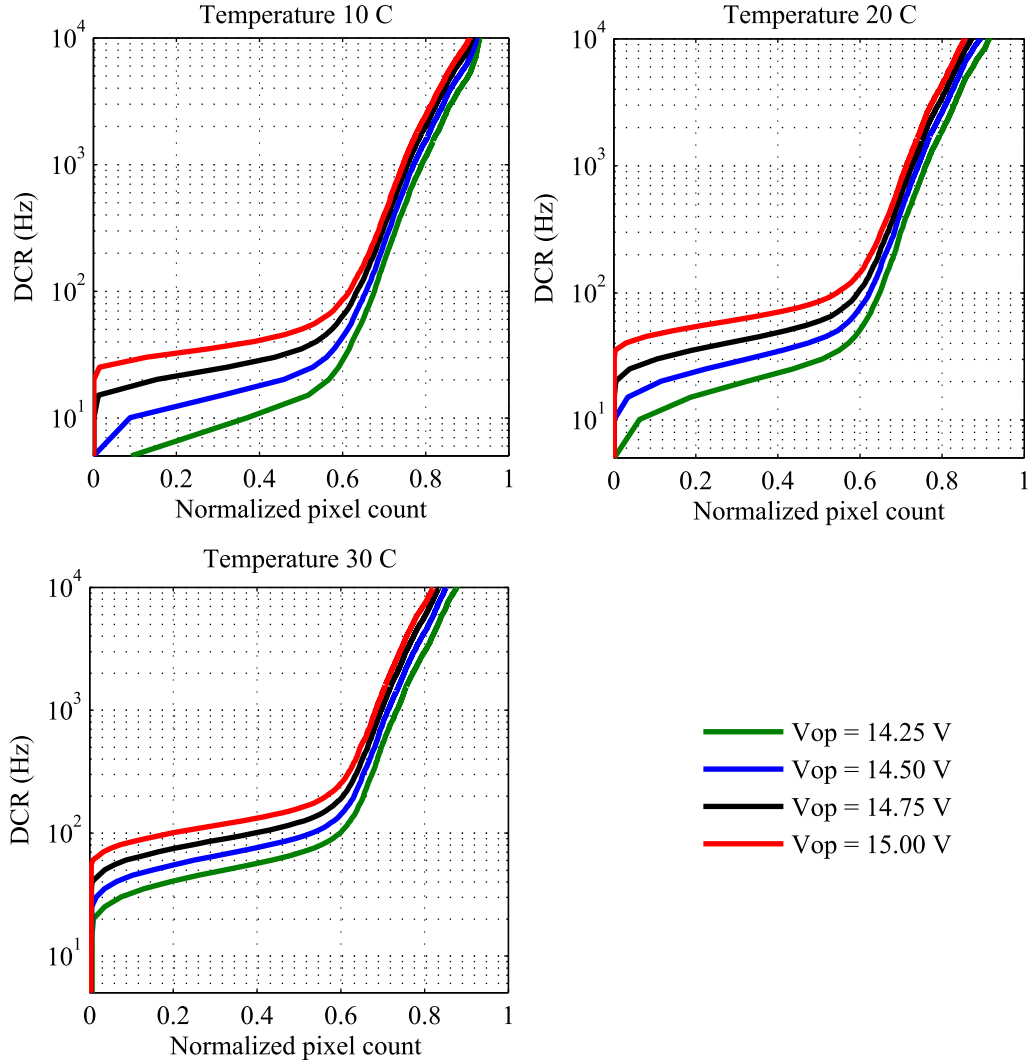 Temperature 10 C
10^4
10^3
10^2
10^1
DCR (Hz)
0 0.2 0.4 0.6 0.8 1
Normalized pixel count
Temperature 20 C
10^4
10^3
10^2
10^1
DCR (Hz)
0 0.2 0.4 0.6 0.8 1
Normalized pixel count
Temperature 30 C
10^4
10^3
10^2
10^1
DCR (Hz)
0 0.2 0.4 0.6 0.8 1
Normalized pixel count
Vop = 14.25 V
Vop = 14.50 V
Vop = 14.75 V
Vop = 15.00 V